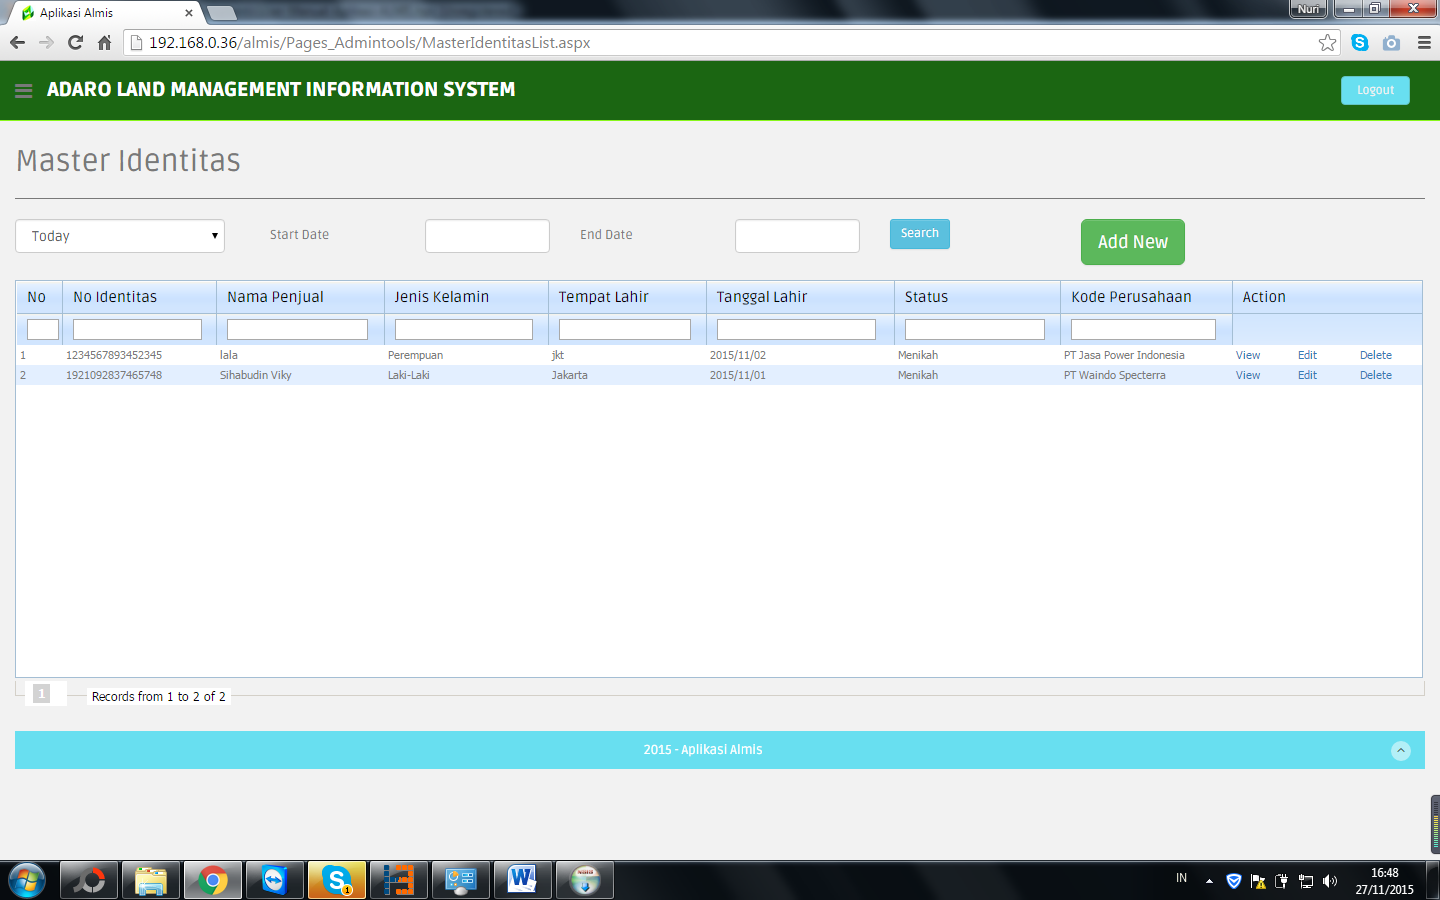 Aplikasi Almis
Nuri
192.168.0.36/almis/Pages_Admintools/MasterIdentitasList.aspx
ADARO LAND MANAGEMENT INFORMATION SYSTEM
Logout
Master Identitas
Today Start Date End Date Search Add New
No No Identitas Nama Penjual Jenis Kelamin Tempat Lahir Tanggal Lahir Status Kode Perusahaan Action
1 1234567893452345 lala Perempuan jkt 2015/11/02 Menikah PT Jasa Power Indonesia View Edit Delete
2 1921092837465748 Sihabudin Viky Laki-Laki Jakarta 2015/11/01 Menikah PT Waindo Specterra View Edit Delete
1 Records from 1 to 2 of 2
2015 - Aplikasi Almis
IN
16:48
27/11/2015